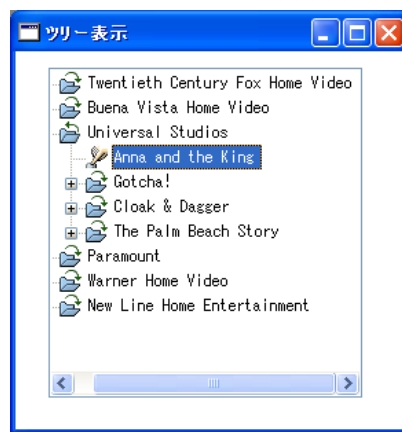 ツリー表示
Twentieth Century Fox Home Video
Buena Vista Home Video
Universal Studios
Anna and the King
Gotcha!
Cloak & Dagger
The Palm Beach Story
Paramount
Warner Home Video
New Line Home Entertainment